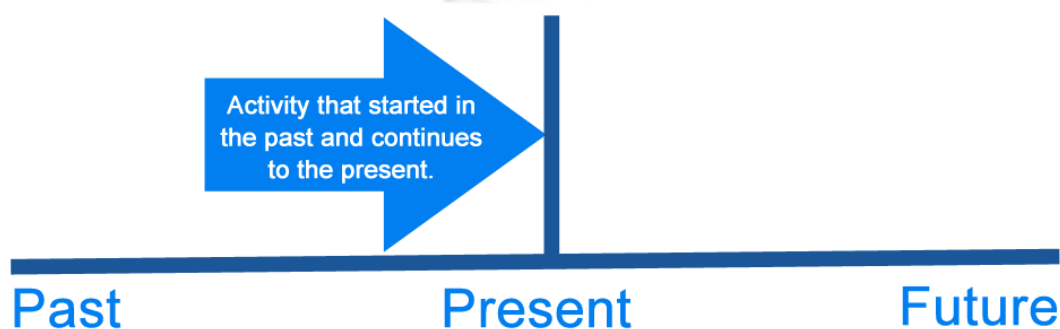 Activity that started in
the past and continues
to the present.
Past
Present
Future